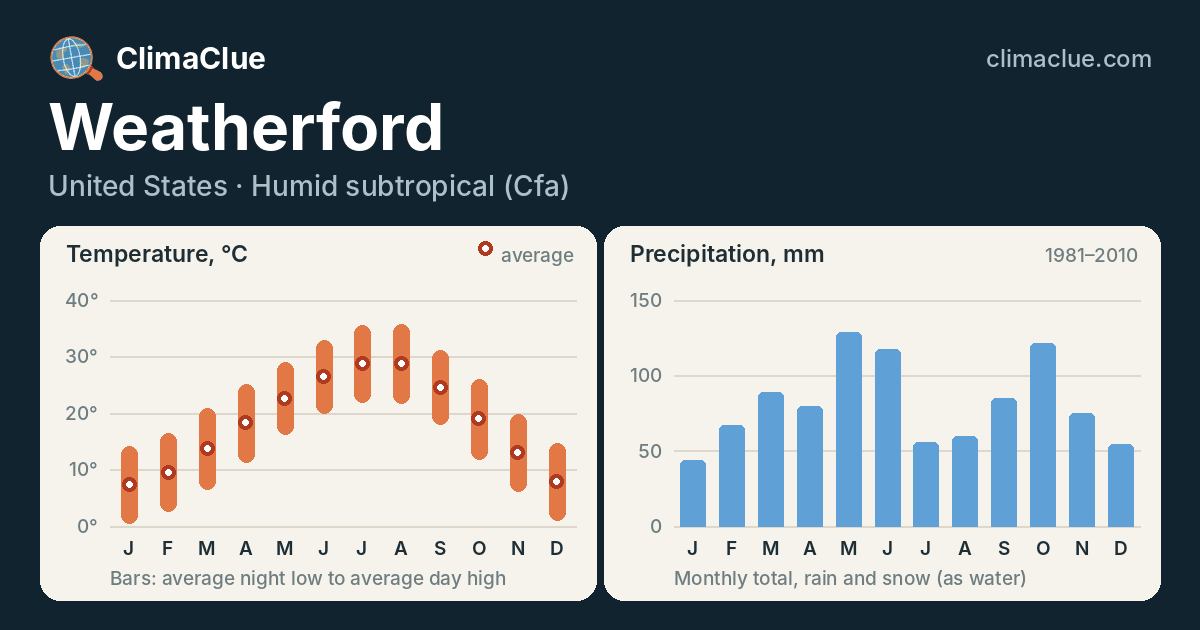 ClimaClue
climaclue.com
Weatherford
United States · Humid subtropical (Cfa)
Temperature, °C
average
40°
30°
20°
10°
0°
J F M A M J J A S O N D
Bars: average night low to average day high
Precipitation, mm
1981–2010
150
100
50
0
J F M A M J J A S O N D
Monthly total, rain and snow (as water)